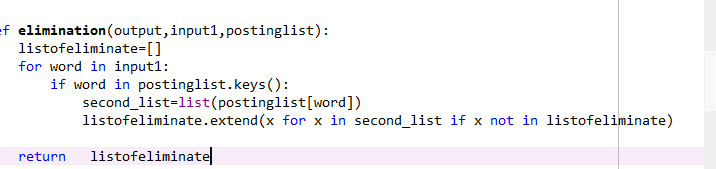 ef elimination(output,input1,postinglist):
listofeliminate=[]
for word in input1:
if word in postinglist.keys():
second_list=list(postinglist[word])
listofeliminate.extend(x for x in second_list if x not in listofeliminate)
return listofeliminate